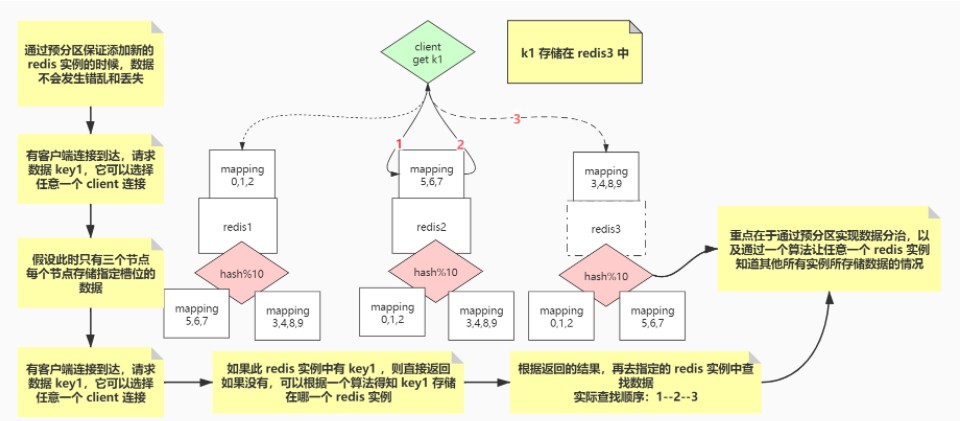 通过预分区保证添加新的
redis 实例的时候，数据
不会发生错乱和丢失
client
get k1
k1 存储在 redis3 中
有客户端连接到达，请求
数据 key1，它可以选择
任意一个 client 连接
1
2
3
mapping
0,1,2
mapping
5,6,7
mapping
3,4,8,9
redis1
redis2
redis3
假设此时只有三个节点
每个节点存储指定槽位的
数据
hash%10
hash%10
hash%10
重点在于通过预分区实现数据分治，以
及通过一个算法让任意一个 redis 实例
知道其他所有实例所存储数据的情况
mapping
5,6,7
mapping
3,4,8,9
mapping
0,1,2
mapping
3,4,8,9
mapping
0,1,2
mapping
5,6,7
有客户端连接到达，请求
数据 key1，它可以选择
任意一个 client 连接
如果此 redis 实例中有 key1 ，则直接返回
如果没有，可以根据一个算法得知 key1 存储
在哪一个 redis 实例
根据返回的结果，再去指定的 redis 实例中查
找数据
实际查找顺序：1--2--3